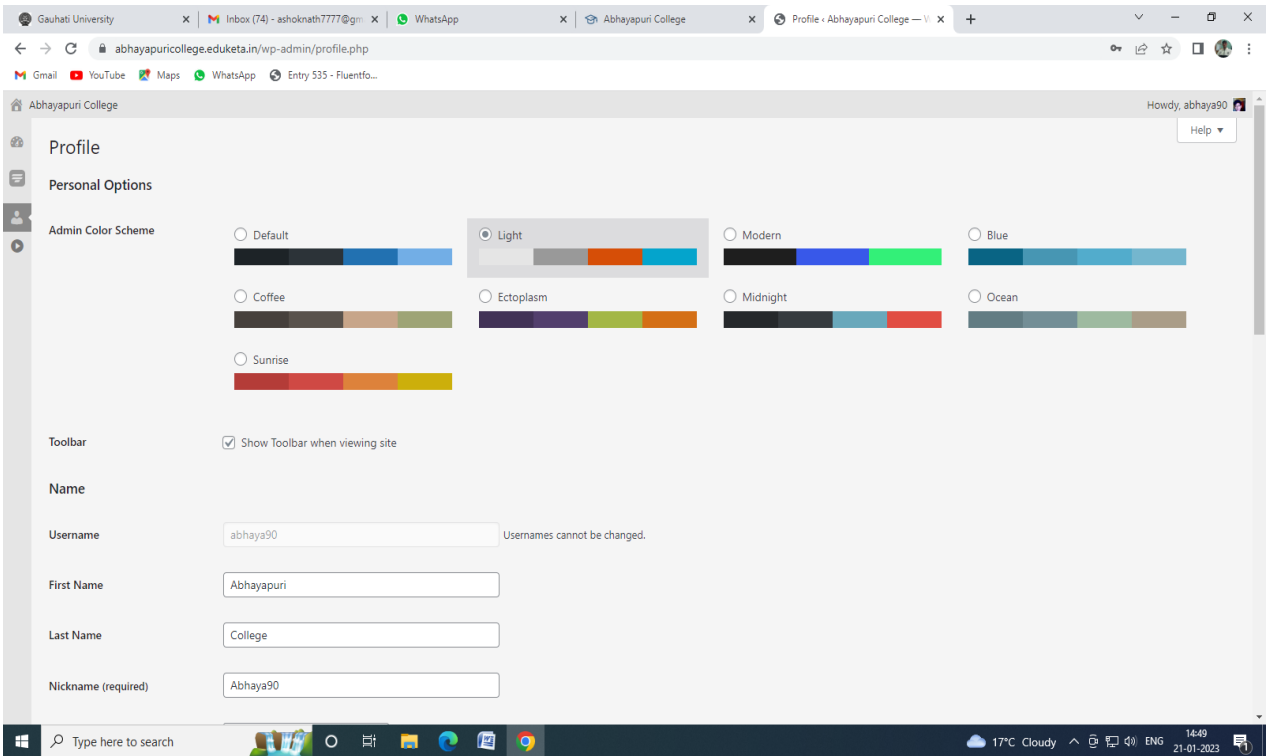 Gauhati University
Inbox (74) - ashoknath7777@gm
WhatsApp
Abhayapuri College
Profile ‹ Abhayapuri College — W
abhayapuricollege.eduketa.in/wp-admin/profile.php
Gmail YouTube Maps WhatsApp Entry 535 - Fluentfo...
Abhayapuri College Howdy, abhaya90
Help ▼
Profile
Personal Options
Admin Color Scheme
Default Light Modern Blue
Coffee Ectoplasm Midnight Ocean
Sunrise
Toolbar Show Toolbar when viewing site
Name
Username abhaya90 Usernames cannot be changed.
First Name Abhayapuri
Last Name College
Nickname (required) Abhaya90
Type here to search 17°C Cloudy ENG 14:49
21-01-2023